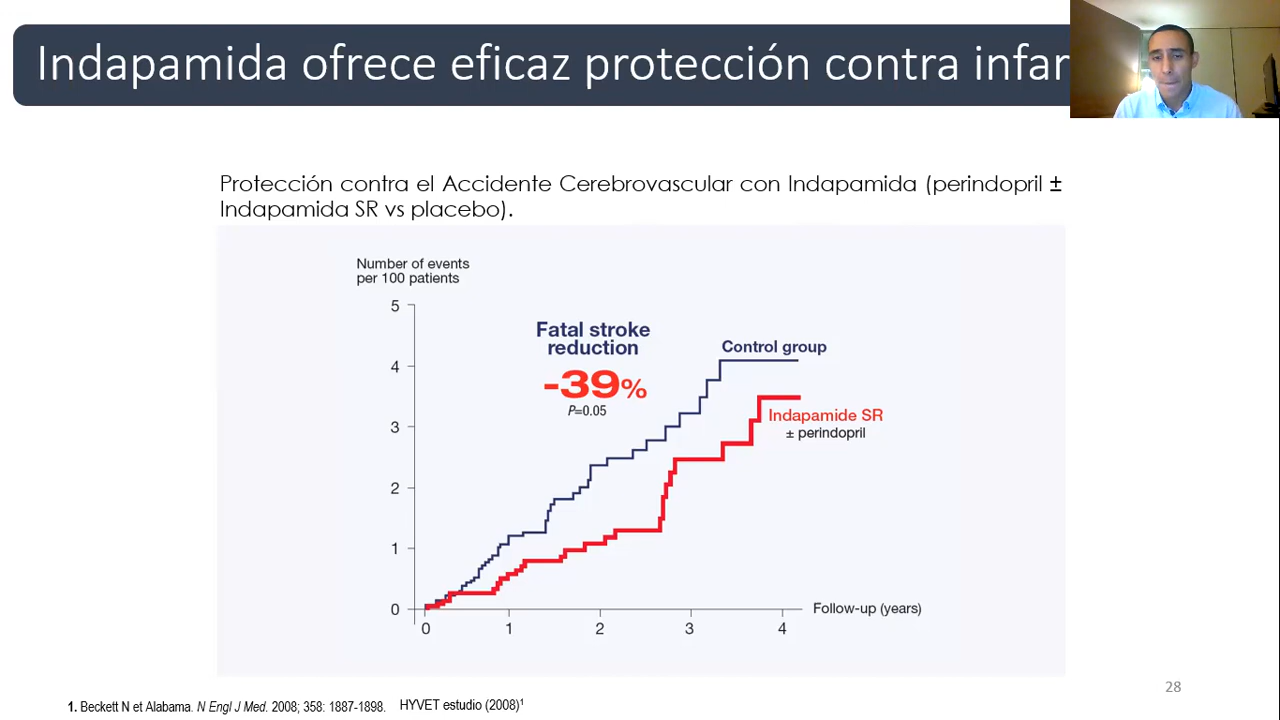 Indapamida ofrece eficaz protección contra infar
Protección contra el Accidente Cerebrovascular con Indapamida (perindopril ±
Indapamida SR vs placebo).
Number of events
per 100 patients
5
4
3
2
1
0
Fatal stroke
reduction
-39%
P=0.05
Control group
Indapamide SR
± perindopril
0 1 2 3 4
Follow-up (years)
28
1. Beckett N et Alabama. N Engl J Med. 2008; 358: 1887-1898. HYVET estudio (2008)1